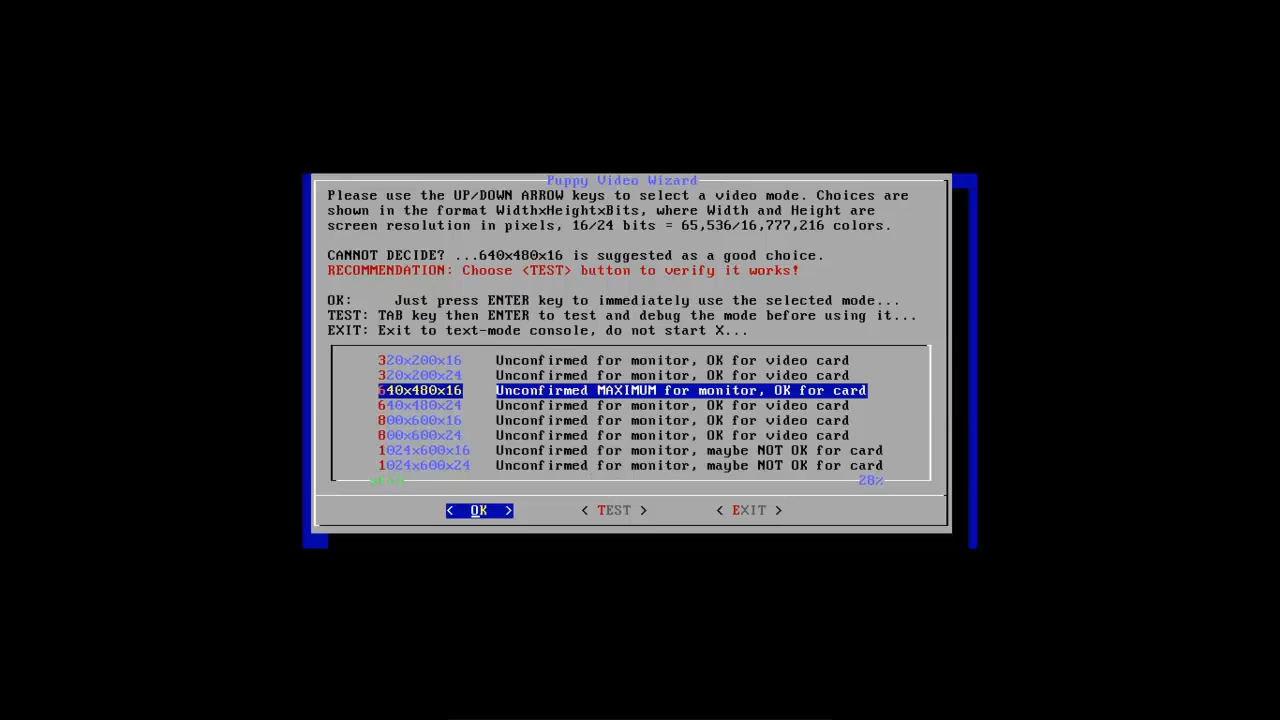 Puppy Video Wizard
Please use the UP/DOWN ARROW keys to select a video mode. Choices are
shown in the format WidthxHeightxBits, where Width and Height are
screen resolution in pixels, 16/24 bits = 65,536/16,777,216 colors.
CANNOT DECIDE? ...640x480x16 is suggested as a good choice.
RECOMMENDATION: Choose <TEST> button to verify it works!
OK: Just press ENTER key to immediately use the selected mode...
TEST: TAB key then ENTER to test and debug the mode before using it...
EXIT: Exit to text-mode console, do not start X...
320x200x16 Unconfirmed for monitor, OK for video card
320x200x24 Unconfirmed for monitor, OK for video card
640x480x16 Unconfirmed MAXIMUM for monitor, OK for card
640x480x24 Unconfirmed for monitor, OK for video card
800x600x16 Unconfirmed for monitor, OK for video card
800x600x24 Unconfirmed for monitor, OK for video card
1024x600x16 Unconfirmed for monitor, maybe NOT OK for card
1024x600x24 Unconfirmed for monitor, maybe NOT OK for card
28%
< OK > < TEST > < EXIT >